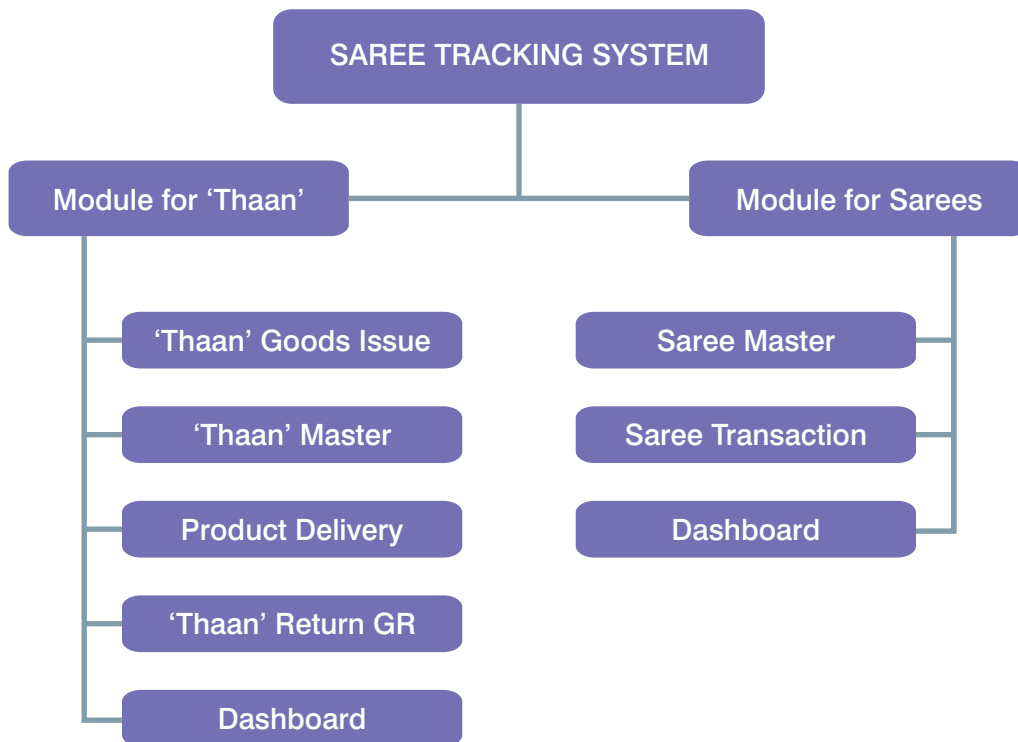 SAREE TRACKING SYSTEM
Module for ‘Thaan’
‘Thaan’ Goods Issue
‘Thaan’ Master
Product Delivery
‘Thaan’ Return GR
Dashboard
Module for Sarees
Saree Master
Saree Transaction
Dashboard